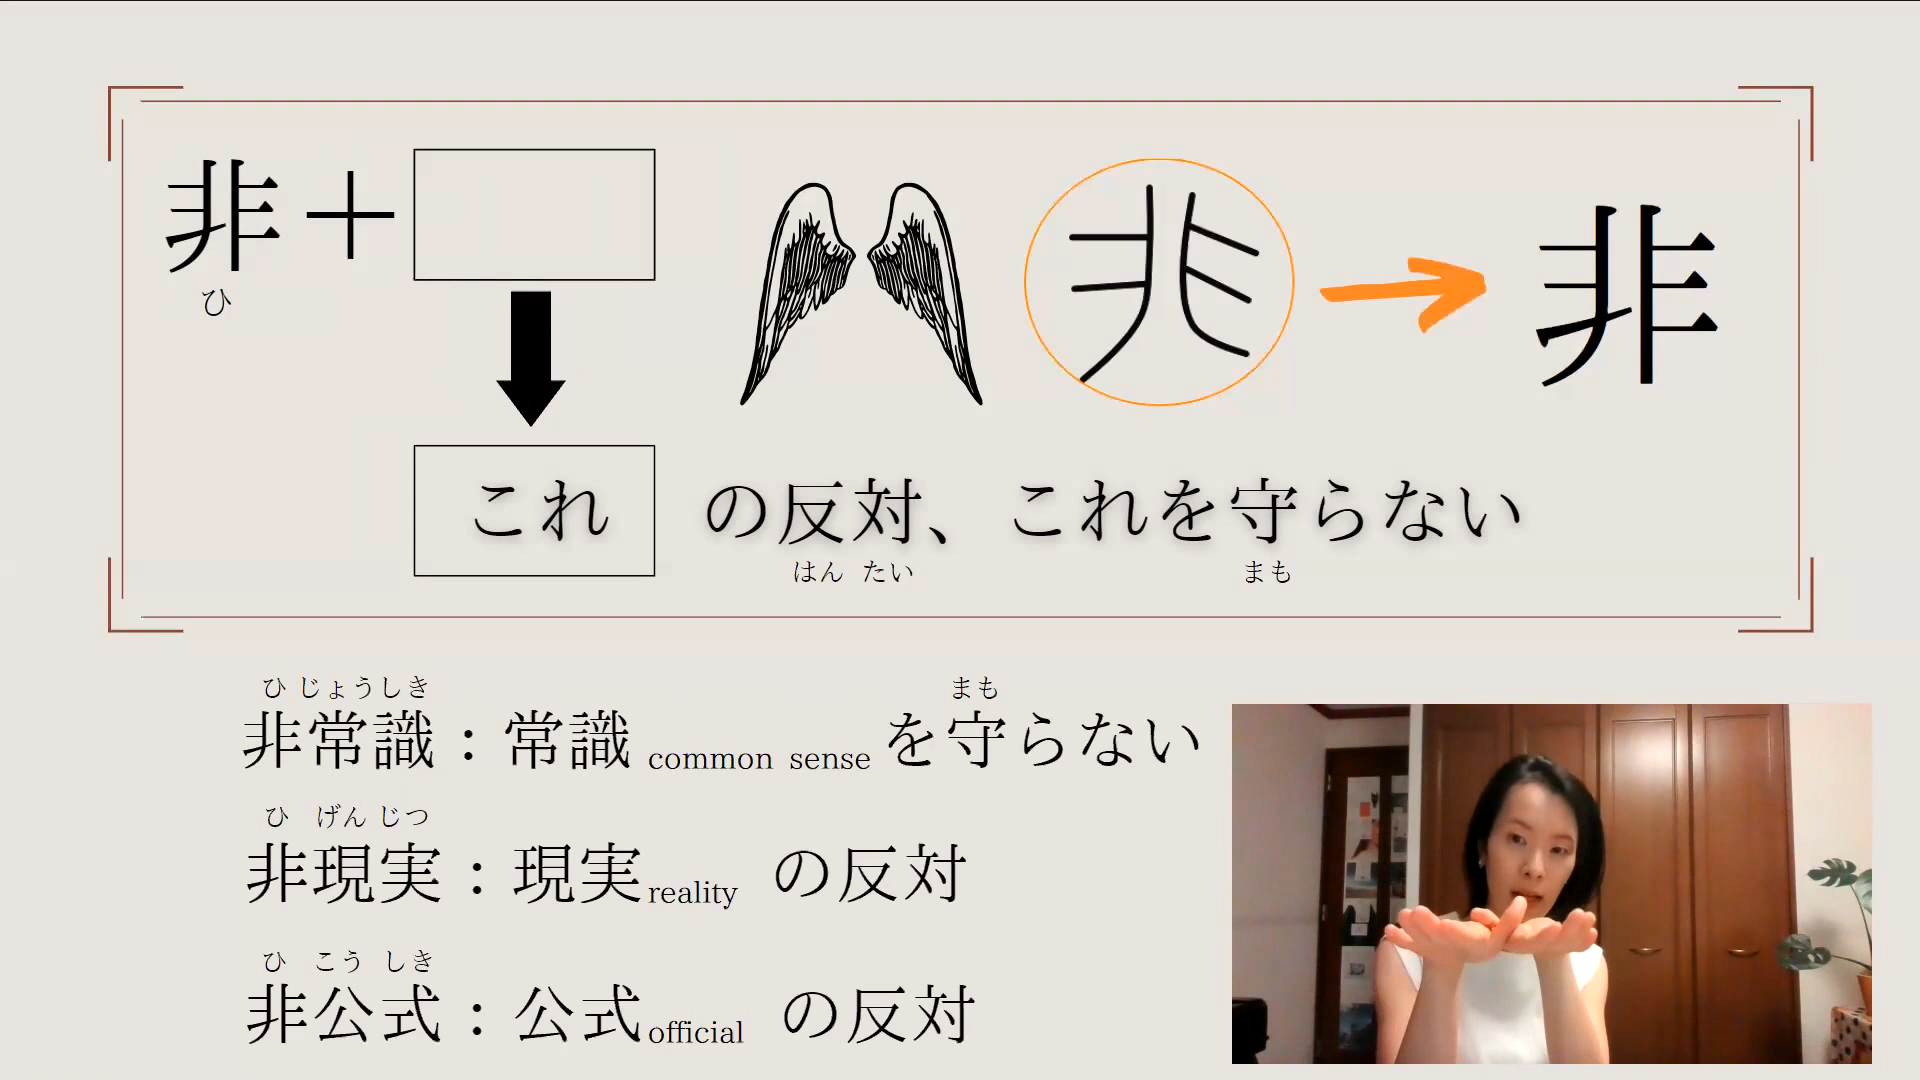 非+
ひ
非
非
これ の反対、これを守らない
はん たい まも
ひ じょうしき まも
非常識：常識 common sense を守らない
ひ げん じつ
非現実：現実 reality の反対
ひ こう しき
非公式：公式 official の反対